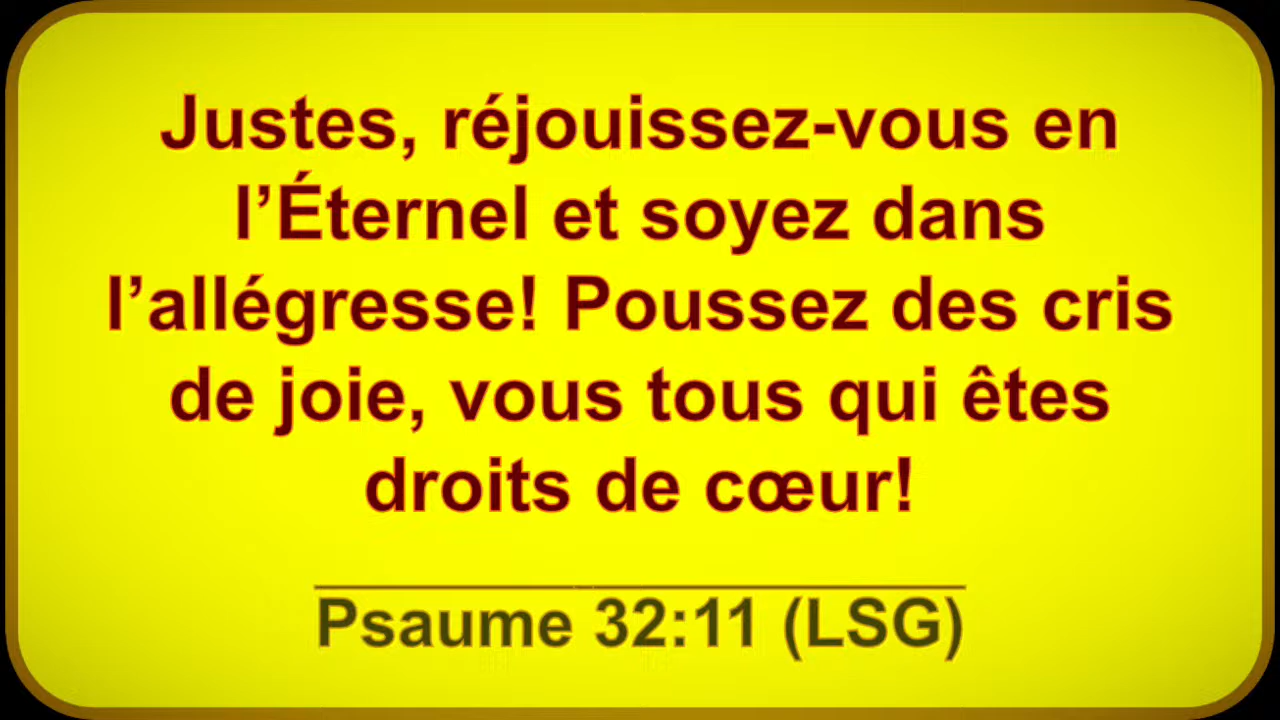 Justes, réjouissez-vous en
l’Éternel et soyez dans
l’allégresse! Poussez des cris
de joie, vous tous qui êtes
droits de cœur!
Psaume 32:11 (LSG)